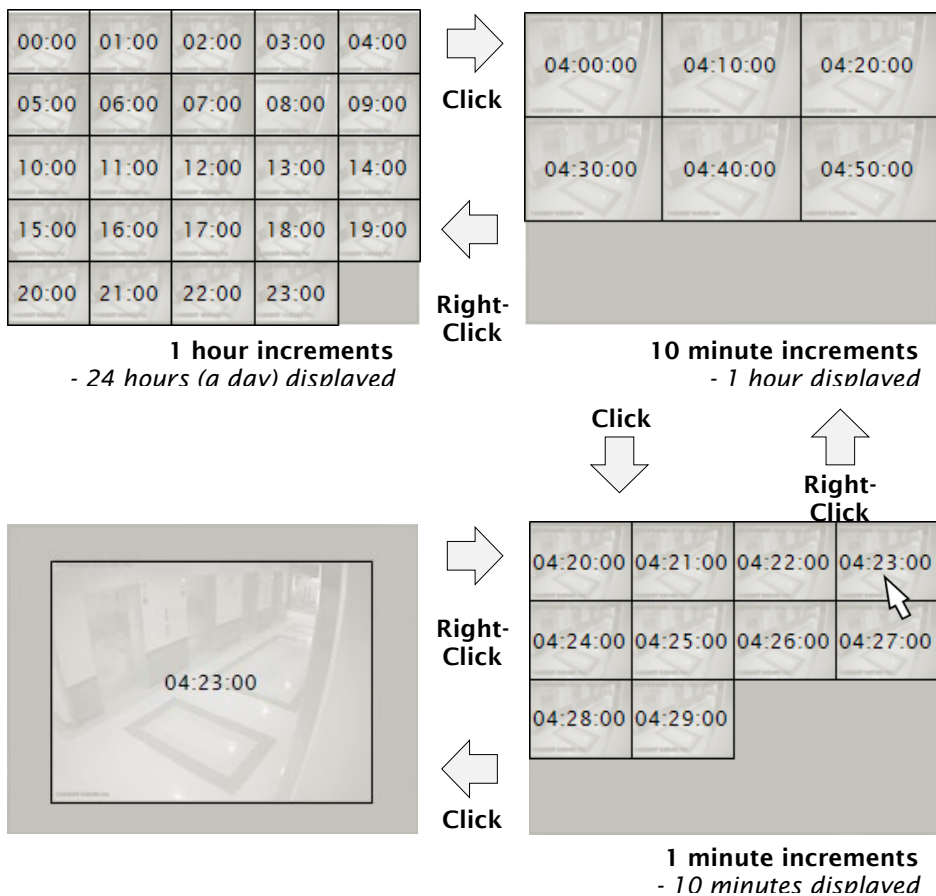 00:00 01:00 02:00 03:00 04:00
05:00 06:00 07:00 08:00 09:00
10:00 11:00 12:00 13:00 14:00
15:00 16:00 17:00 18:00 19:00
20:00 21:00 22:00 23:00
1 hour increments
- 24 hours (a day) displayed
Click
Right-
Click
04:00:00 04:10:00 04:20:00
04:30:00 04:40:00 04:50:00
10 minute increments
- 1 hour displayed
Click
Right-
Click
04:23:00
Right-
Click
Click
04:20:00 04:21:00 04:22:00 04:23:00
04:24:00 04:25:00 04:26:00 04:27:00
04:28:00 04:29:00
1 minute increments
- 10 minutes displayed